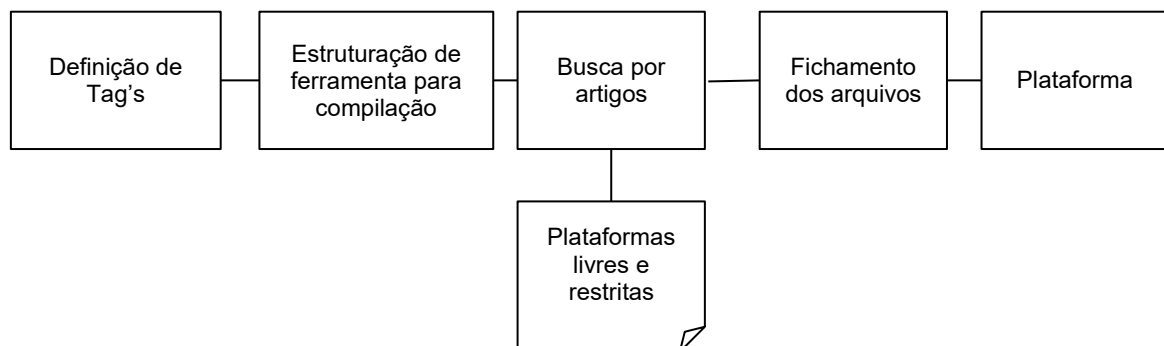 Definição de
Tag's
Estruturação de
ferramenta para
compilação
Busca por
artigos
Fichamento
dos arquivos
Plataforma
Plataformas
livres e
restritas